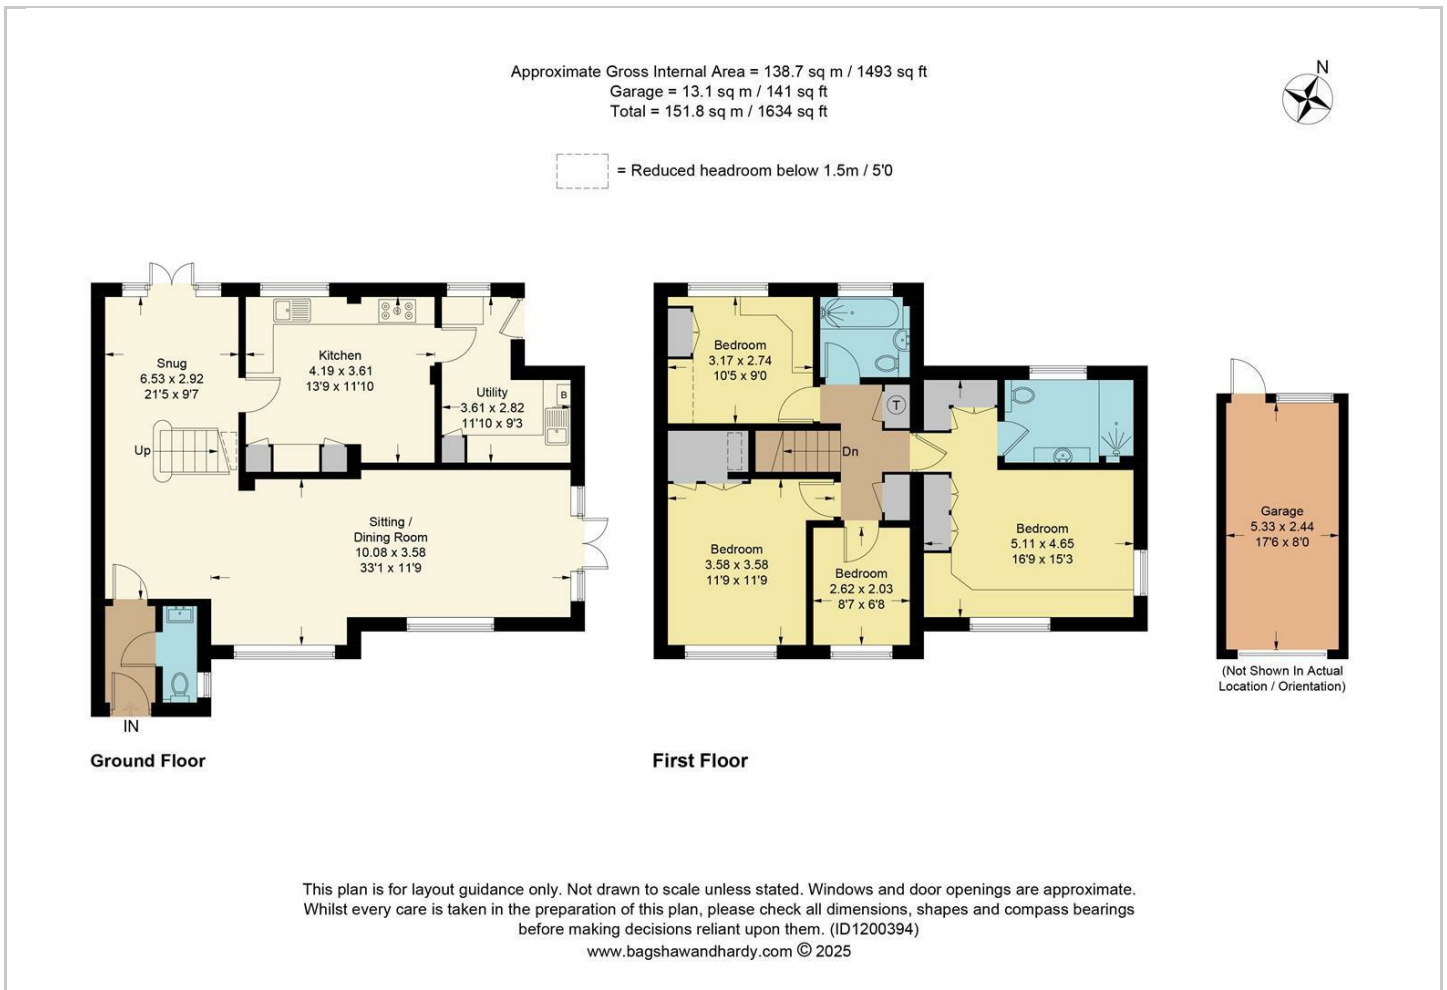 Approximate Gross Internal Area = 138.7 sq m / 1493 sq ft
Garage = 13.1 sq m / 141 sq ft
Total = 151.8 sq m / 1634 sq ft
N
= Reduced headroom below 1.5m / 5'0
Snug
6.53 x 2.92
21'5 x 9'7
Up
Kitchen
4.19 x 3.61
13'9 x 11'10
Utility
3.61 x 2.82
11'10 x 9'3
B
Sitting /
Dining Room
10.08 x 3.58
33'1 x 11'9
IN
Ground Floor
Bedroom
3.17 x 2.74
10'5 x 9'0
T
Dn
Bedroom
3.58 x 3.58
11'9 x 11'9
Bedroom
2.62 x 2.03
8'7 x 6'8
Bedroom
5.11 x 4.65
16'9 x 15'3
First Floor
Garage
5.33 x 2.44
17'6 x 8'0
(Not Shown In Actual
Location / Orientation)
This plan is for layout guidance only. Not drawn to scale unless stated. Windows and door openings are approximate.
Whilst every care is taken in the preparation of this plan, please check all dimensions, shapes and compass bearings
before making decisions reliant upon them. (ID1200394)
www.bagshawandhardy.com © 2025